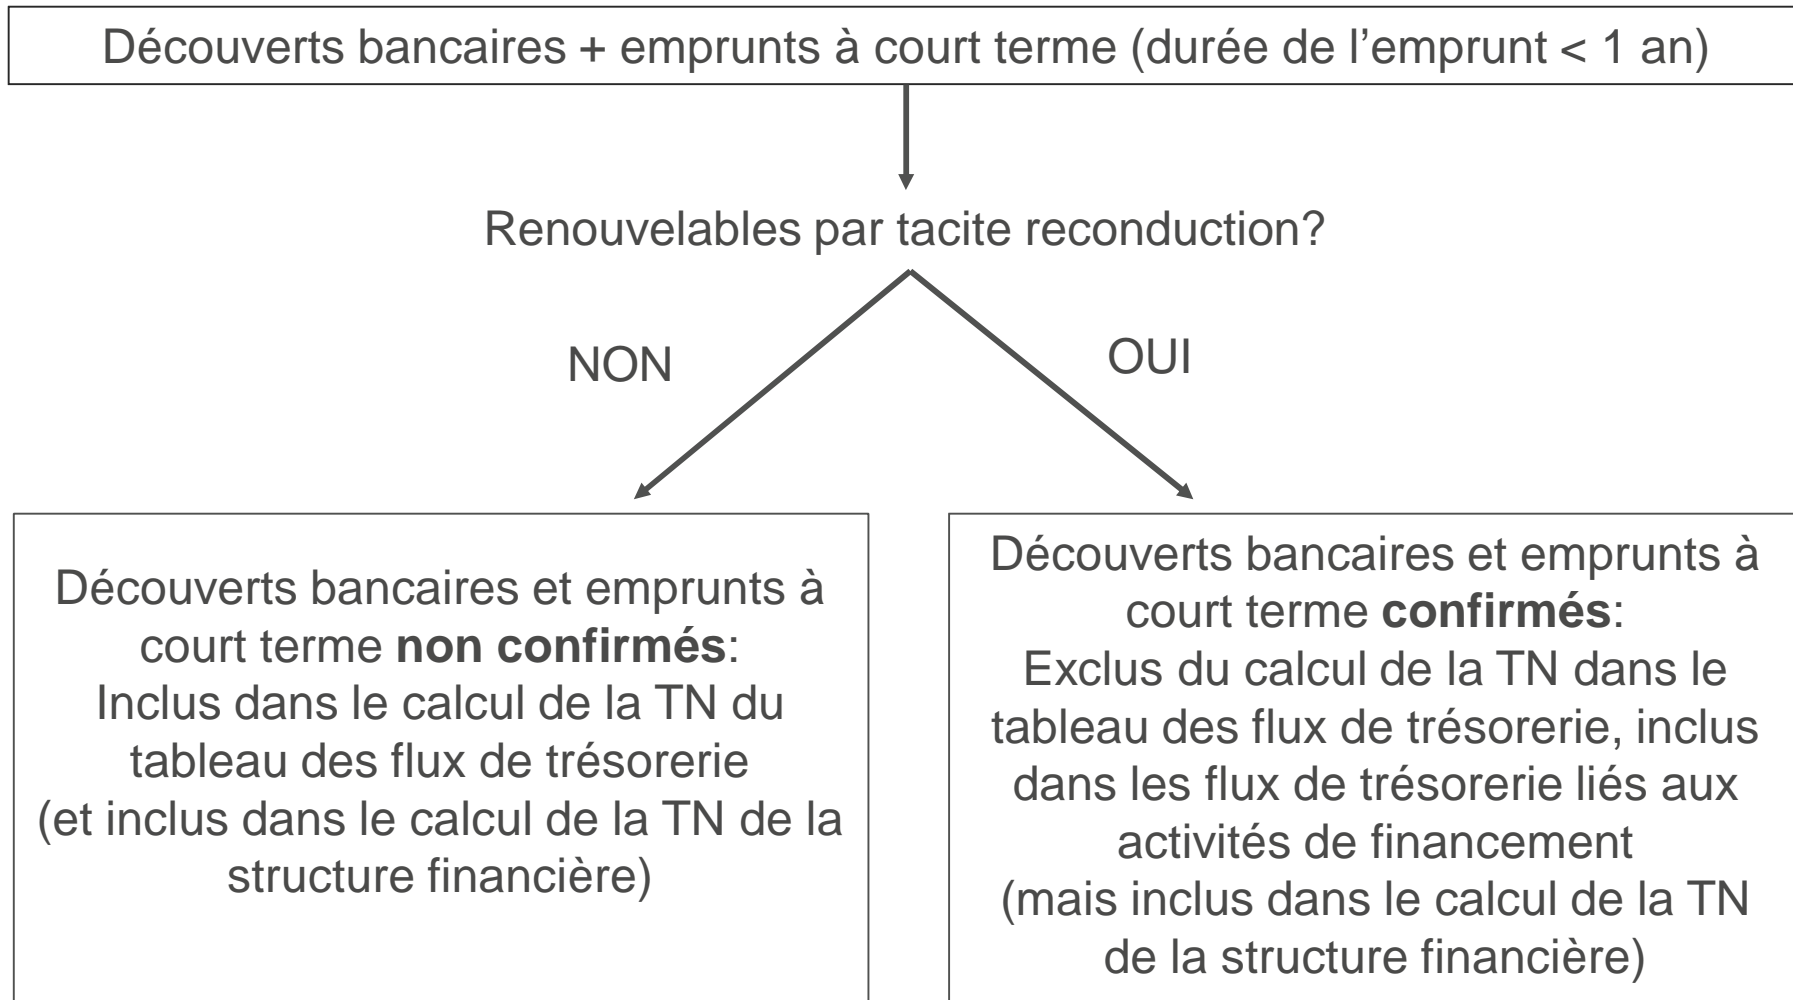 Découverts bancaires + emprunts à court terme (durée de l’emprunt < 1 an)
Renouvelables par tacite reconduction?
NON
OUI
Découverts bancaires et emprunts à
court terme non confirmés:
Inclus dans le calcul de la TN du
tableau des flux de trésorerie
(et inclus dans le calcul de la TN de la
structure financière)
Découverts bancaires et emprunts à
court terme confirmés:
Exclus du calcul de la TN dans le
tableau des flux de trésorerie, inclus
dans les flux de trésorerie liés aux
activités de financement
(mais inclus dans le calcul de la TN
de la structure financière)